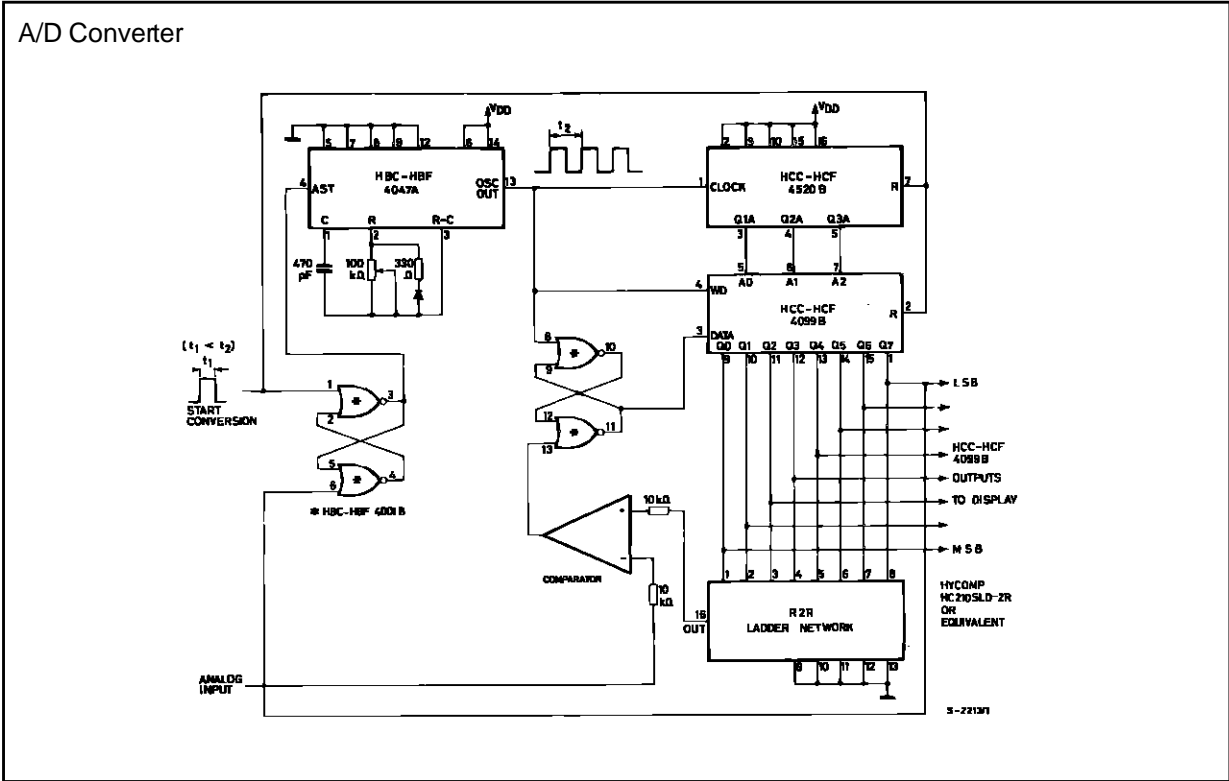 A/D Converter
VDD
5 7 8 9 12 6 14
HBC-HBF
4047A
4 AST
OSC
OUT 13
C R R-C
1 2 3
470
pF
100
kΩ
330
Ω
t2
VDD
2 9 10 15 16
HCC-HCF
4520B
1 CLOCK
R 7
Q1A Q2A Q3A
3 4 5
5 6 7
A0 A1 A2
4 WD
HCC-HCF
4099B
R 2
3 DATA
Q0 Q1 Q2 Q3 Q4 Q5 Q6 Q7
9 10 11 12 13 14 15 1
(t1 < t2)
t1
START
CONVERSION
1
2
* 3
5
6
* 4
* HBC-HBF 4001B
8
9
* 10
12
13
* 11
LSB
HCC-HCF
4099B
OUTPUTS
TO DISPLAY
MSB
+
-
10kΩ
10
kΩ
COMPARATOR
1 2 3 4 5 6 7 8
16
OUT
R2R
LADDER NETWORK
9 10 11 12 13
HYCOMP
HC210SLD-2R
OR
EQUIVALENT
ANALOG
INPUT
S-2213/1